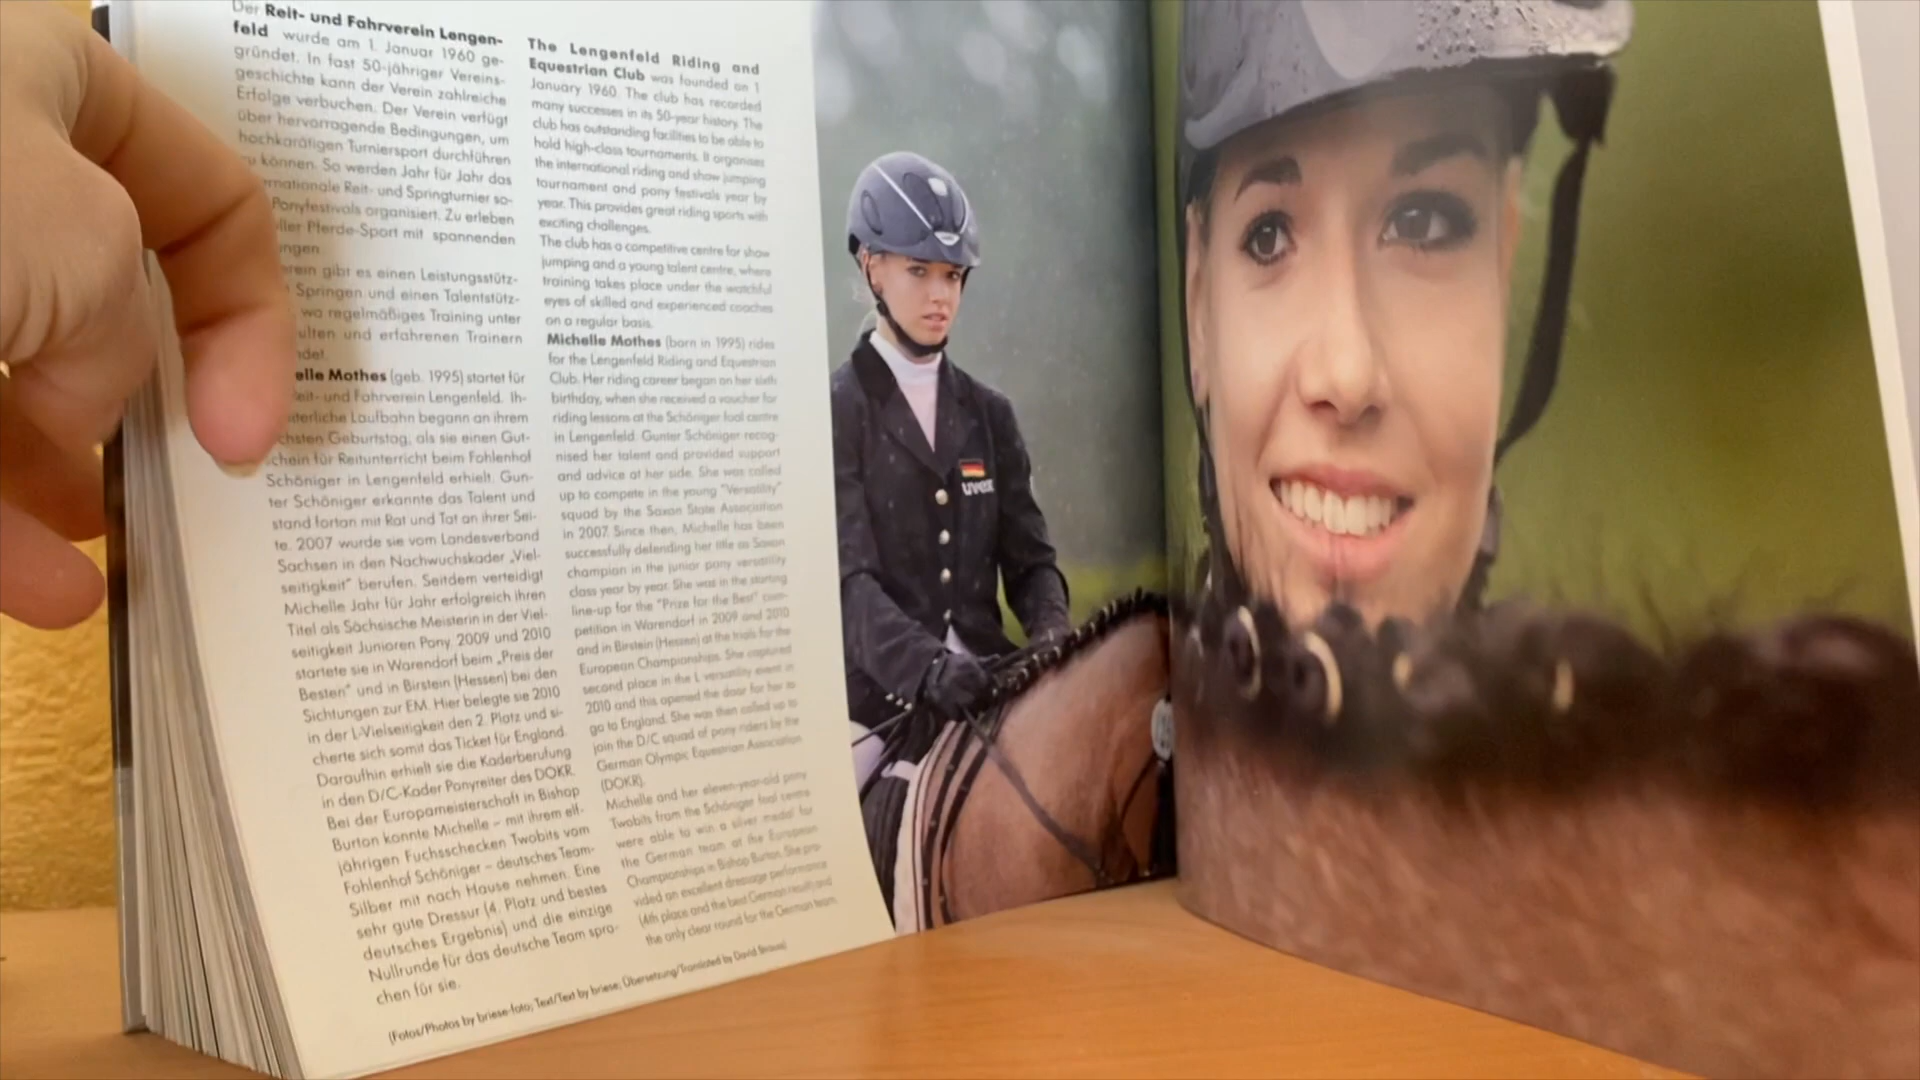 Der Reit- und Fahrverein Lengen-
feld wurde am 1. Januar 1960 ge-
gründet. In fast 50-jähriger Vereins-
geschichte kann der Verein zahlreiche
Erfolge verbuchen. Der Verein verfügt
über hervorragende Bedingungen, um
hochkarätigen Turniersport durchführen
zu können. So werden Jahr für Jahr das
rnationale Reit- und Springturnier so-
Ponyfestivals organisiert. Zu erleben
ller Pferde-Sport mit spannenden
ungen.
erein gibt es einen Leistungsstütz-
Springen und einen Talentstütz-
wo regelmäßiges Training unter
ulten und erfahrenen Trainern
ndet.
elle Mothes (geb. 1995) startet für
Reit- und Fahrverein Lengenfeld. Ih-
iterliche Laufbahn begann an ihrem
chsten Geburtstag, als sie einen Gut-
schein für Reitunterricht beim Fohlenhof
Schöniger in Lengenfeld erhielt. Gun-
ter Schöniger erkannte das Talent und
stand fortan mit Rat und Tat an ihrer Sei-
te. 2007 wurde sie vom Landesverband
Sachsen in den Nachwuchskader „Viel-
seitigkeit“ berufen. Seitdem verteidigt
Michelle Jahr für Jahr erfolgreich ihren
Titel als Sächsische Meisterin in der Viel-
seitigkeit Junioren Pony. 2009 und 2010
startete sie in Warendorf beim „Preis der
Besten“ und in Birstein (Hessen) bei den
Sichtungen zur EM. Hier belegte sie 2010
in der L-Vielseitigkeit den 2. Platz und si-
cherte sich somit das Ticket für England.
Daraufhin erhielt sie die Kaderberufung
in den D/C-Kader Ponyreiter des DOKR.
Bei der Europameisterschaft in Bishop
Burton konnte Michelle – mit ihrem elf-
jährigen Fuchsschecken Twobits vom
Fohlenhof Schöniger – deutsches Team-
Silber mit nach Hause nehmen. Eine
sehr gute Dressur (4. Platz und bestes
deutsches Ergebnis) und die einzige
Nullrunde für das deutsche Team spra-
chen für sie.
The Lengenfeld Riding and
Equestrian Club was founded on 1
January 1960. The club has recorded
many successes in its 50-year history. The
club has outstanding facilities to be able to
hold high-class tournaments. It organises
the international riding and show jumping
tournament and pony festivals year by
year. This provides great riding sports with
exciting challenges.
The club has a competitive centre for show
jumping and a young talent centre, where
training takes place under the watchful
eyes of skilled and experienced coaches
on a regular basis.
Michelle Mothes (born in 1995) rides
for the Lengenfeld Riding and Equestrian
Club. Her riding career began on her sixth
birthday, when she received a voucher for
riding lessons at the Schöniger foal centre
in Lengenfeld. Gunter Schöniger recog-
nised her talent and provided support
and advice at her side. She was called
up to compete in the young "Versatility"
squad by the Saxon State Association
in 2007. Since then, Michelle has been
successfully defending her title as Saxon
champion in the junior pony versatility
class year by year. She was in the starting
line-up for the "Prize for the Best" com-
petition in Warendorf in 2009 and 2010
and in Birstein (Hessen) at the trials for the
European Championships. She captured
second place in the L versatility event in
2010 and this opened the door for her to
go to England. She was then called up to
join the D/C squad of pony riders by the
German Olympic Equestrian Association
(DOKR).
Michelle and her eleven-year-old pony
Twobits from the Schöniger foal centre
were able to win a silver medal for
the German team at the European
Championships in Bishop Burton. She pro-
vided an excellent dressage performance
(4th place and the best German result) and
the only clear round for the German team.
(Fotos/Photos by briese-foto; Text/Text by briese; Übersetzung/Translated by David Strauss)
uvex